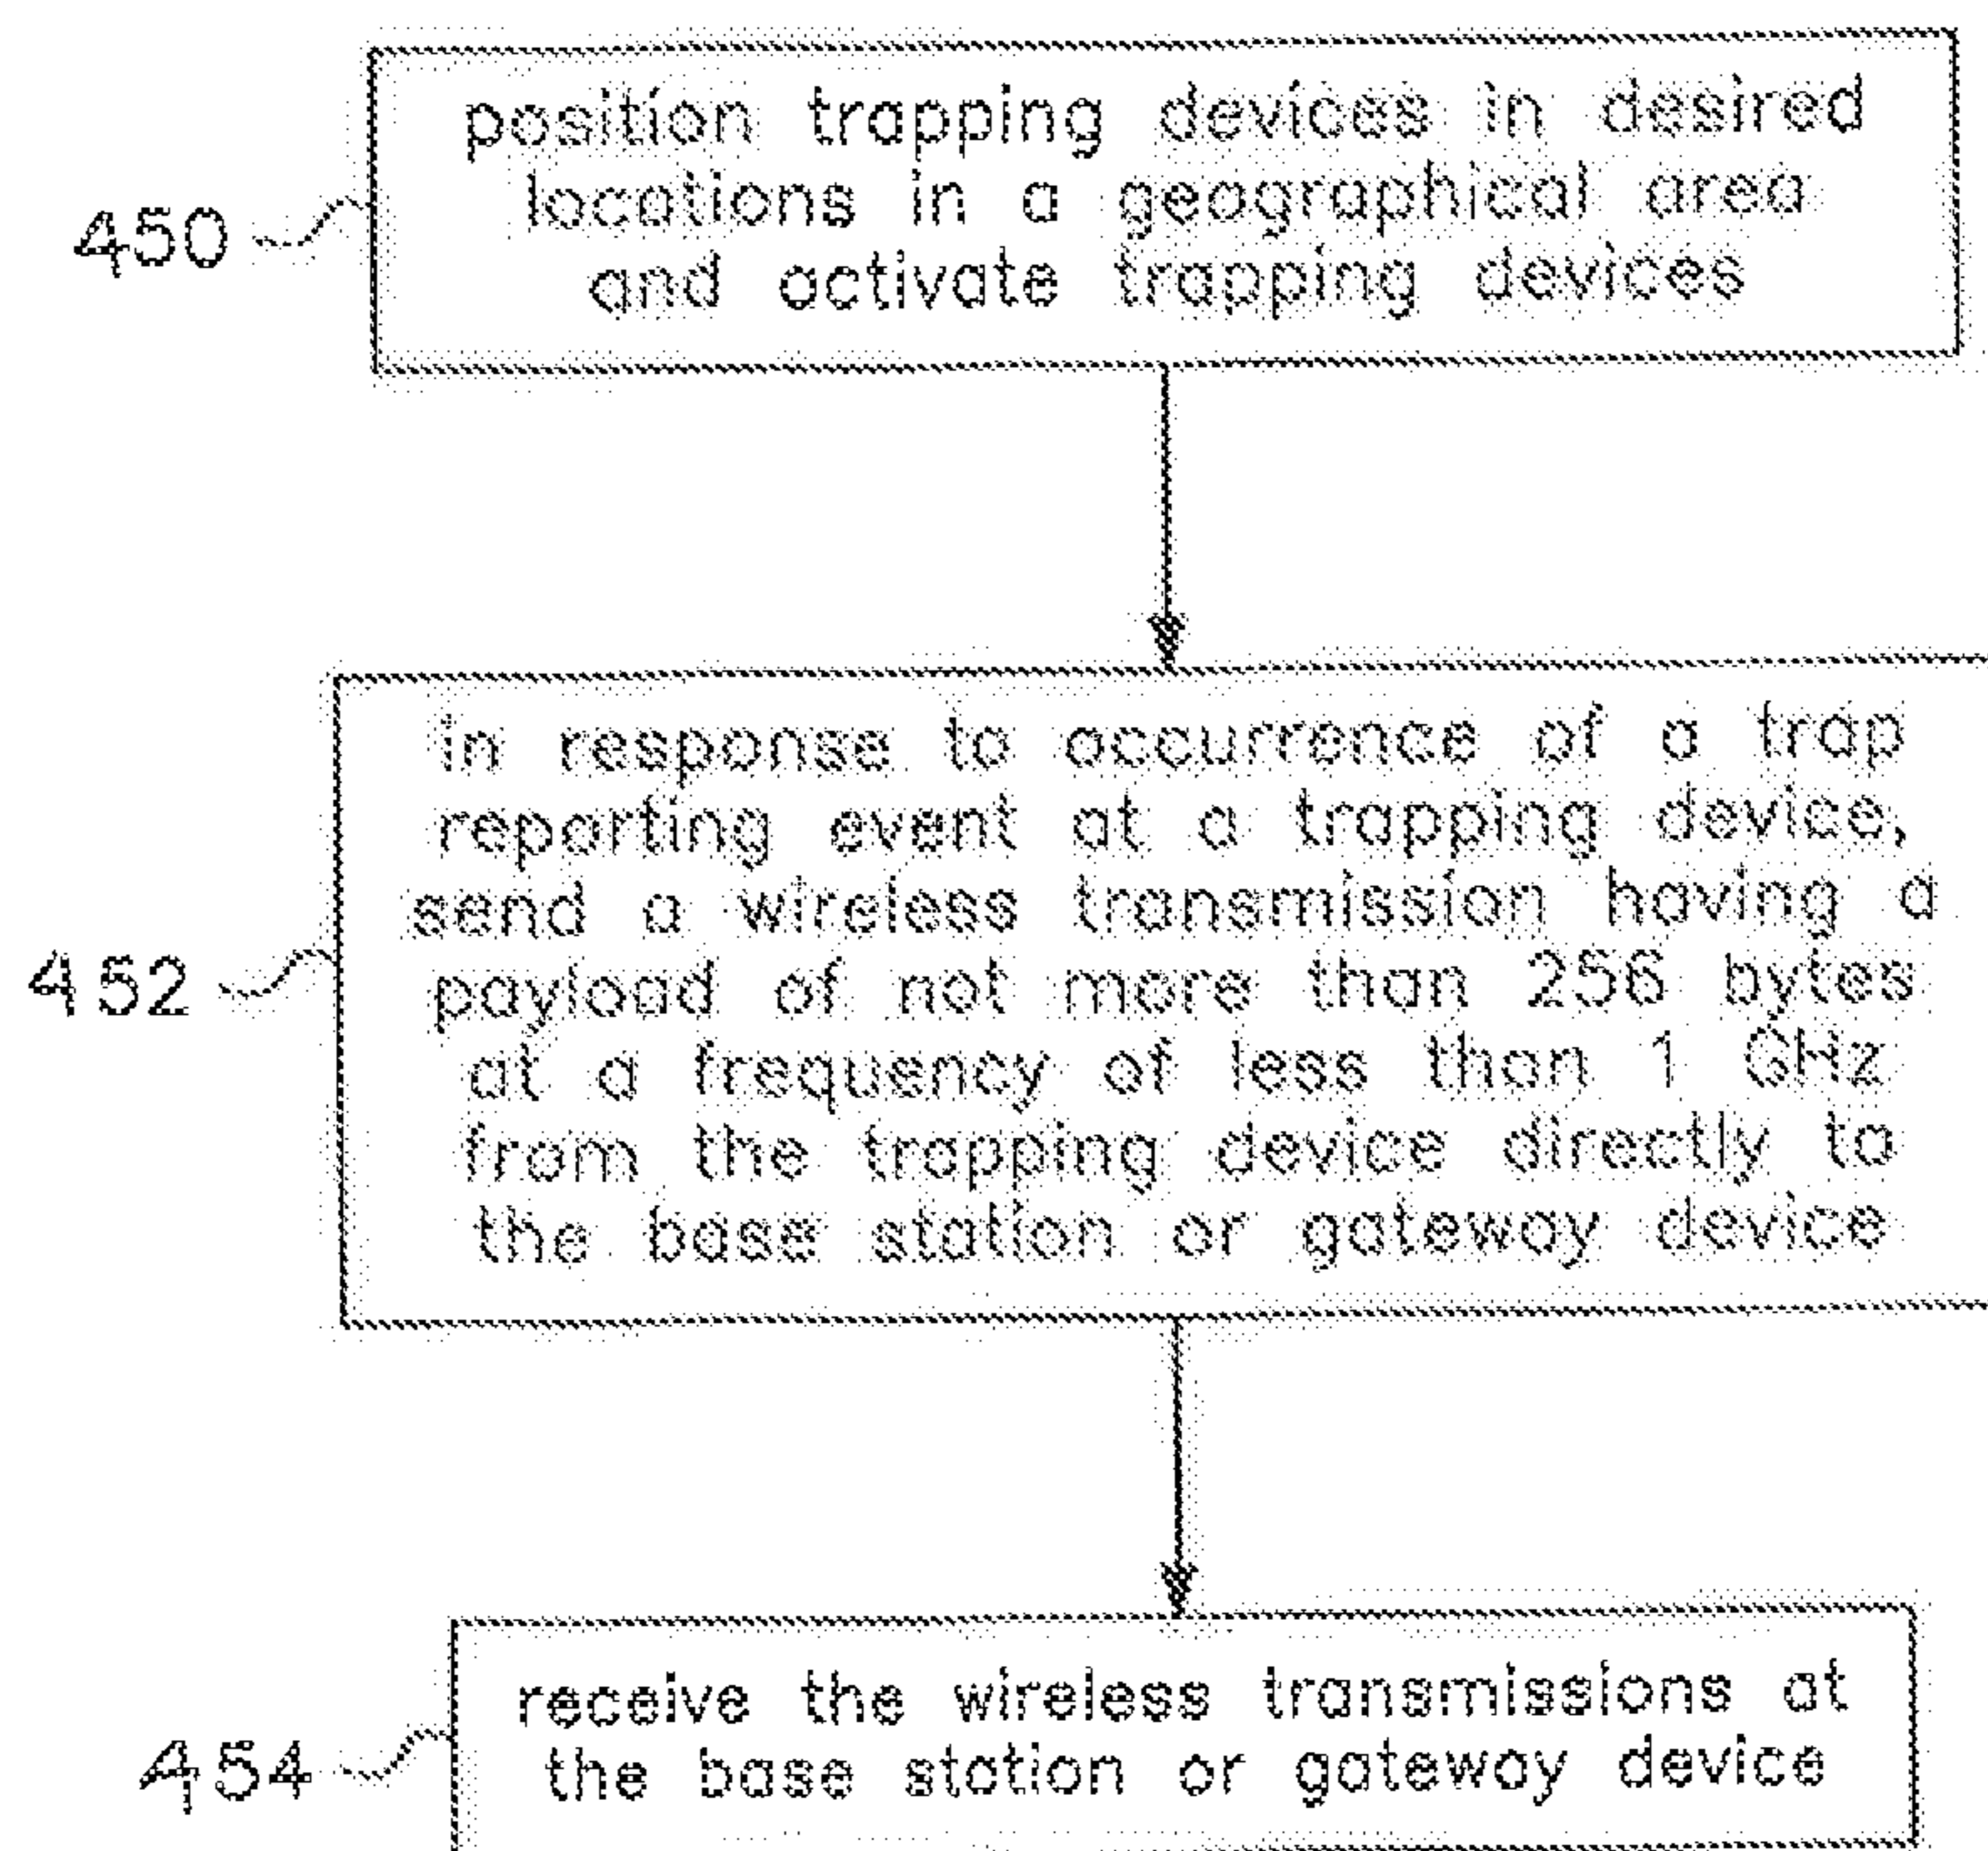 position trapping devices in desired
locations in a geographical area
and activate trapping devices
450
in response to occurrence of a trap
reporting event at a trapping device,
send a wireless transmission having a
payload of not more than 256 bytes
at a frequency of less than 1 GHz
from the trapping device directly to
the base station or gateway device
452
receive the wireless transmissions at
the base station or gateway device
454